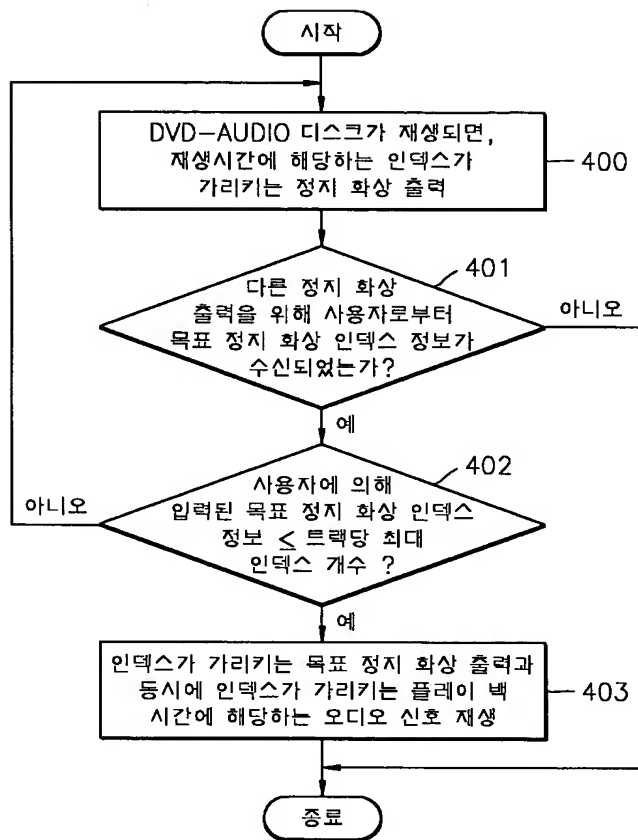 시작
DVD-AUDIO 디스크가 재생되면,
재생시간에 해당하는 인덱스가
가리키는 정지 화상 출력
400
401
다른 정지 화상
출력을 위해 사용자로부터
목표 정지 화상 인덱스 정보가
수신되었는가?
아니오
예
402
사용자에 의해
입력된 목표 정지 화상 인덱스
정보 ≤ 트랙당 최대
인덱스 개수 ?
아니오
예
인덱스가 가리키는 목표 정지 화상 출력과
동시에 인덱스가 가리키는 플레이 백
시간에 해당하는 오디오 신호 재생
403
종료